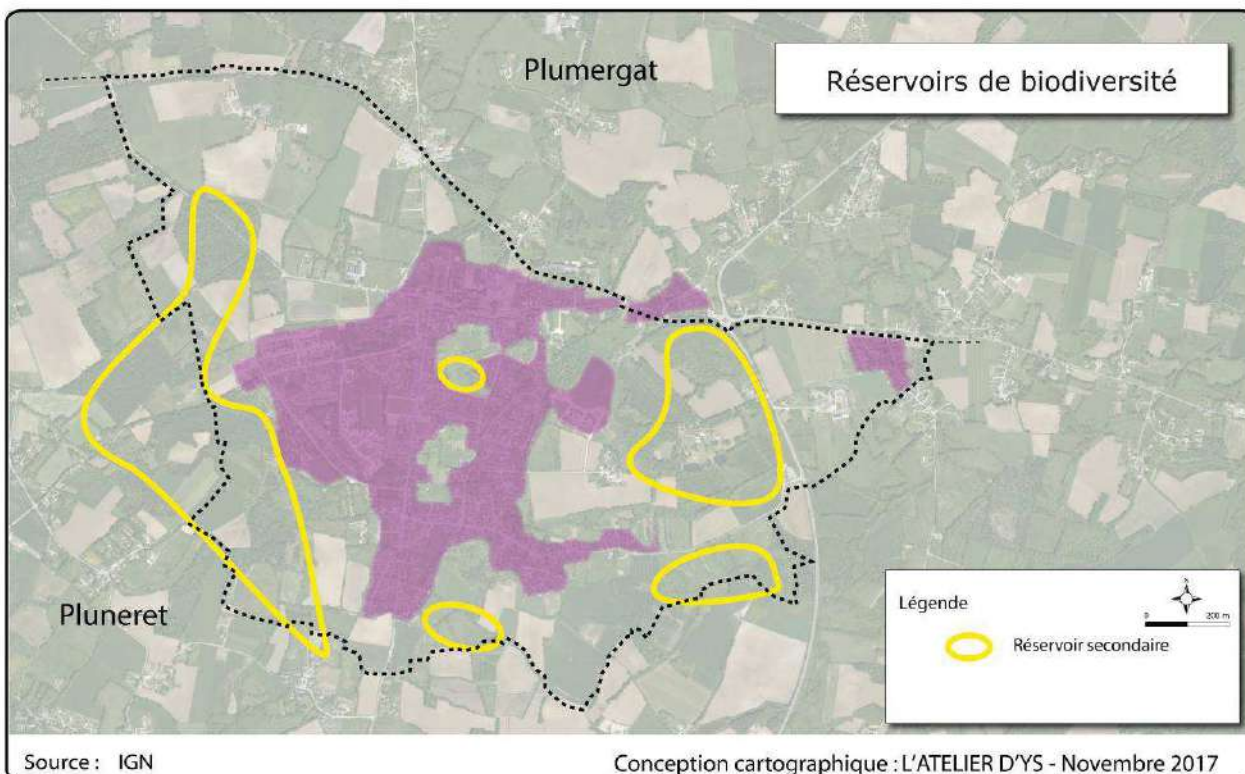 Plumergat
Réservoirs de biodiversité
Pluneret
Légende
N
0 200 m
Réservoir secondaire
Source : IGN
Conception cartographique : L'ATELIER D'YS - Novembre 2017